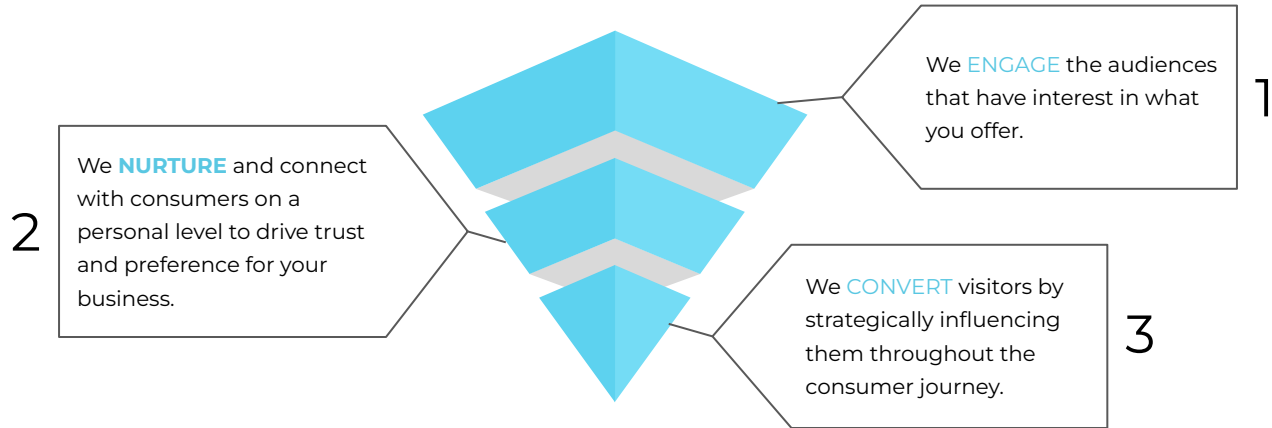 We ENGAGE the audiences
that have interest in what
you offer.
1
We NURTURE and connect
with consumers on a
personal level to drive trust
and preference for your
business.
2
We CONVERT visitors by
strategically influencing
them throughout the
consumer journey.
3